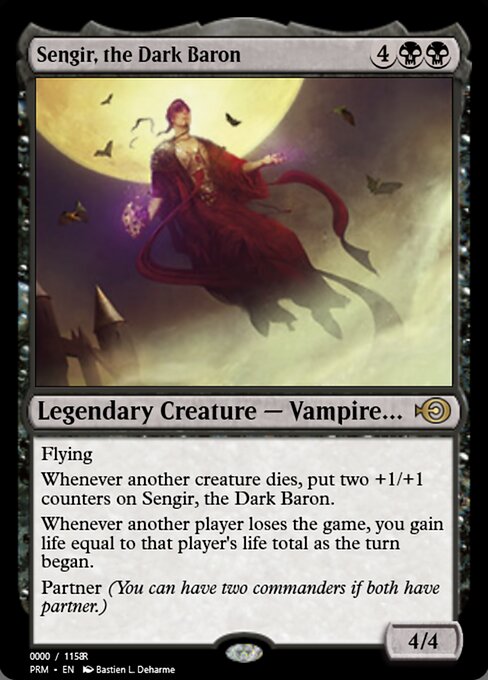 Sengir, the Dark Baron 4
Legendary Creature — Vampire...
Flying
Whenever another creature dies, put two +1/+1
counters on Sengir, the Dark Baron.
Whenever another player loses the game, you gain
life equal to that player's life total as the turn
began.
Partner (You can have two commanders if both have
partner.)
4/4
0000 / 1158R
PRM • EN Bastien L. Deharme